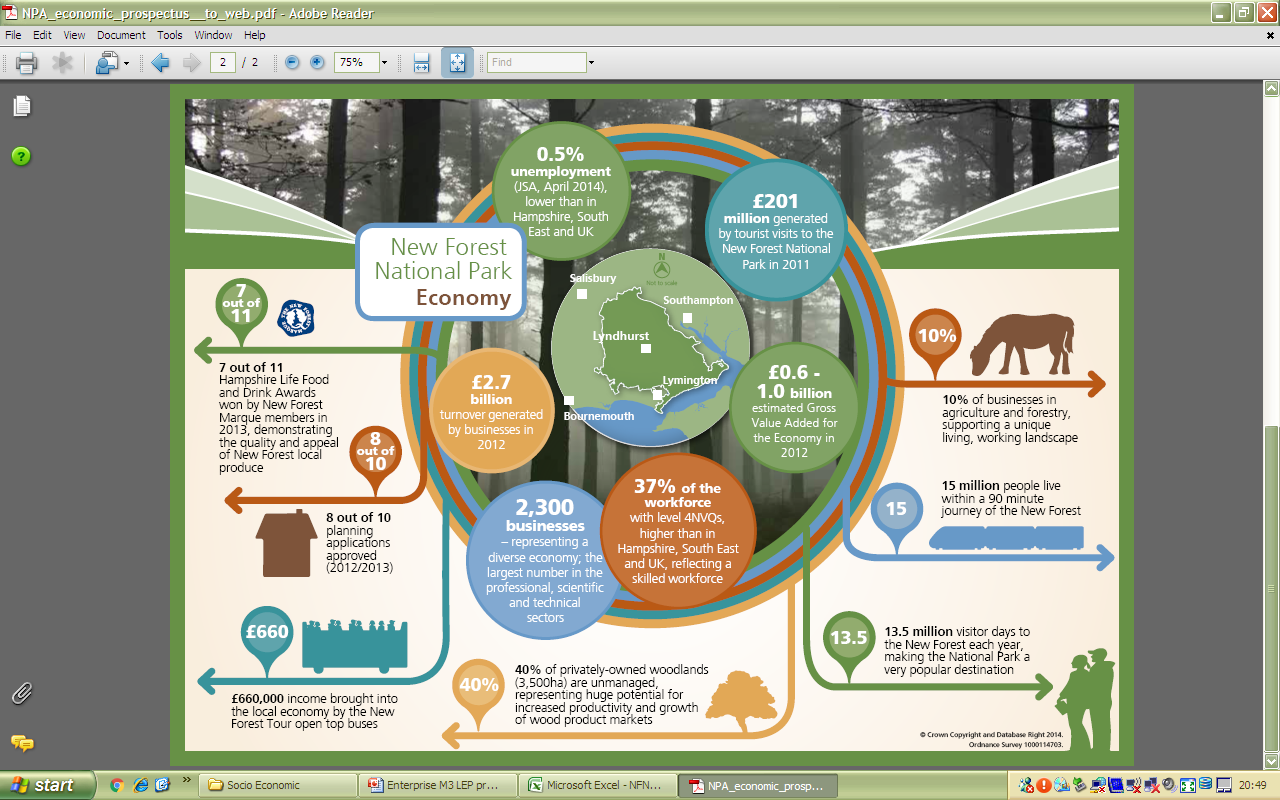 NPA_economic_prospectus__to_web.pdf - Adobe Reader
File Edit View Document Tools Window Help
2 / 2 75% Find
New Forest
National Park
Economy
0.5%
unemployment
(JSA, April 2014),
lower than in
Hampshire, South
East and UK
£201
million generated
by tourist visits to the
New Forest National
Park in 2011
N
Not to scale
Salisbury
Southampton
Lyndhurst
Lymington
Bournemouth
£2.7
billion
turnover generated
by businesses in
2012
£0.6 -
1.0 billion
estimated Gross
Value Added for
the Economy in
2012
2,300
businesses
– representing a
diverse economy; the
largest number in the
professional, scientific
and technical
sectors
37% of the
workforce
with level 4NVQs,
higher than in
Hampshire, South East
and UK, reflecting a
skilled workforce
7
out of
11
THE NEW FOREST
MARQUE
7 out of 11
Hampshire Life Food
and Drink Awards
won by New Forest
Marque members in
2013, demonstrating
the quality and appeal
of New Forest local
produce
8
out of
10
8 out of 10
planning
applications
approved
(2012/2013)
£660
£660,000 income brought into
the local economy by the New
Forest Tour open top buses
40%
40% of privately-owned woodlands
(3,500ha) are unmanaged,
representing huge potential for
increased productivity and growth
of wood product markets
10%
10% of businesses in
agriculture and forestry,
supporting a unique
living, working landscape
15
15 million people live
within a 90 minute
journey of the New Forest
13.5
13.5 million visitor days to
the New Forest each year,
making the National Park a
very popular destination
© Crown Copyright and Database Right 2014.
Ordnance Survey 1000114703.
start
Socio Economic
Enterprise M3 LEP pr...
Microsoft Excel - NFN...
NPA_economic_prosp...
20:49